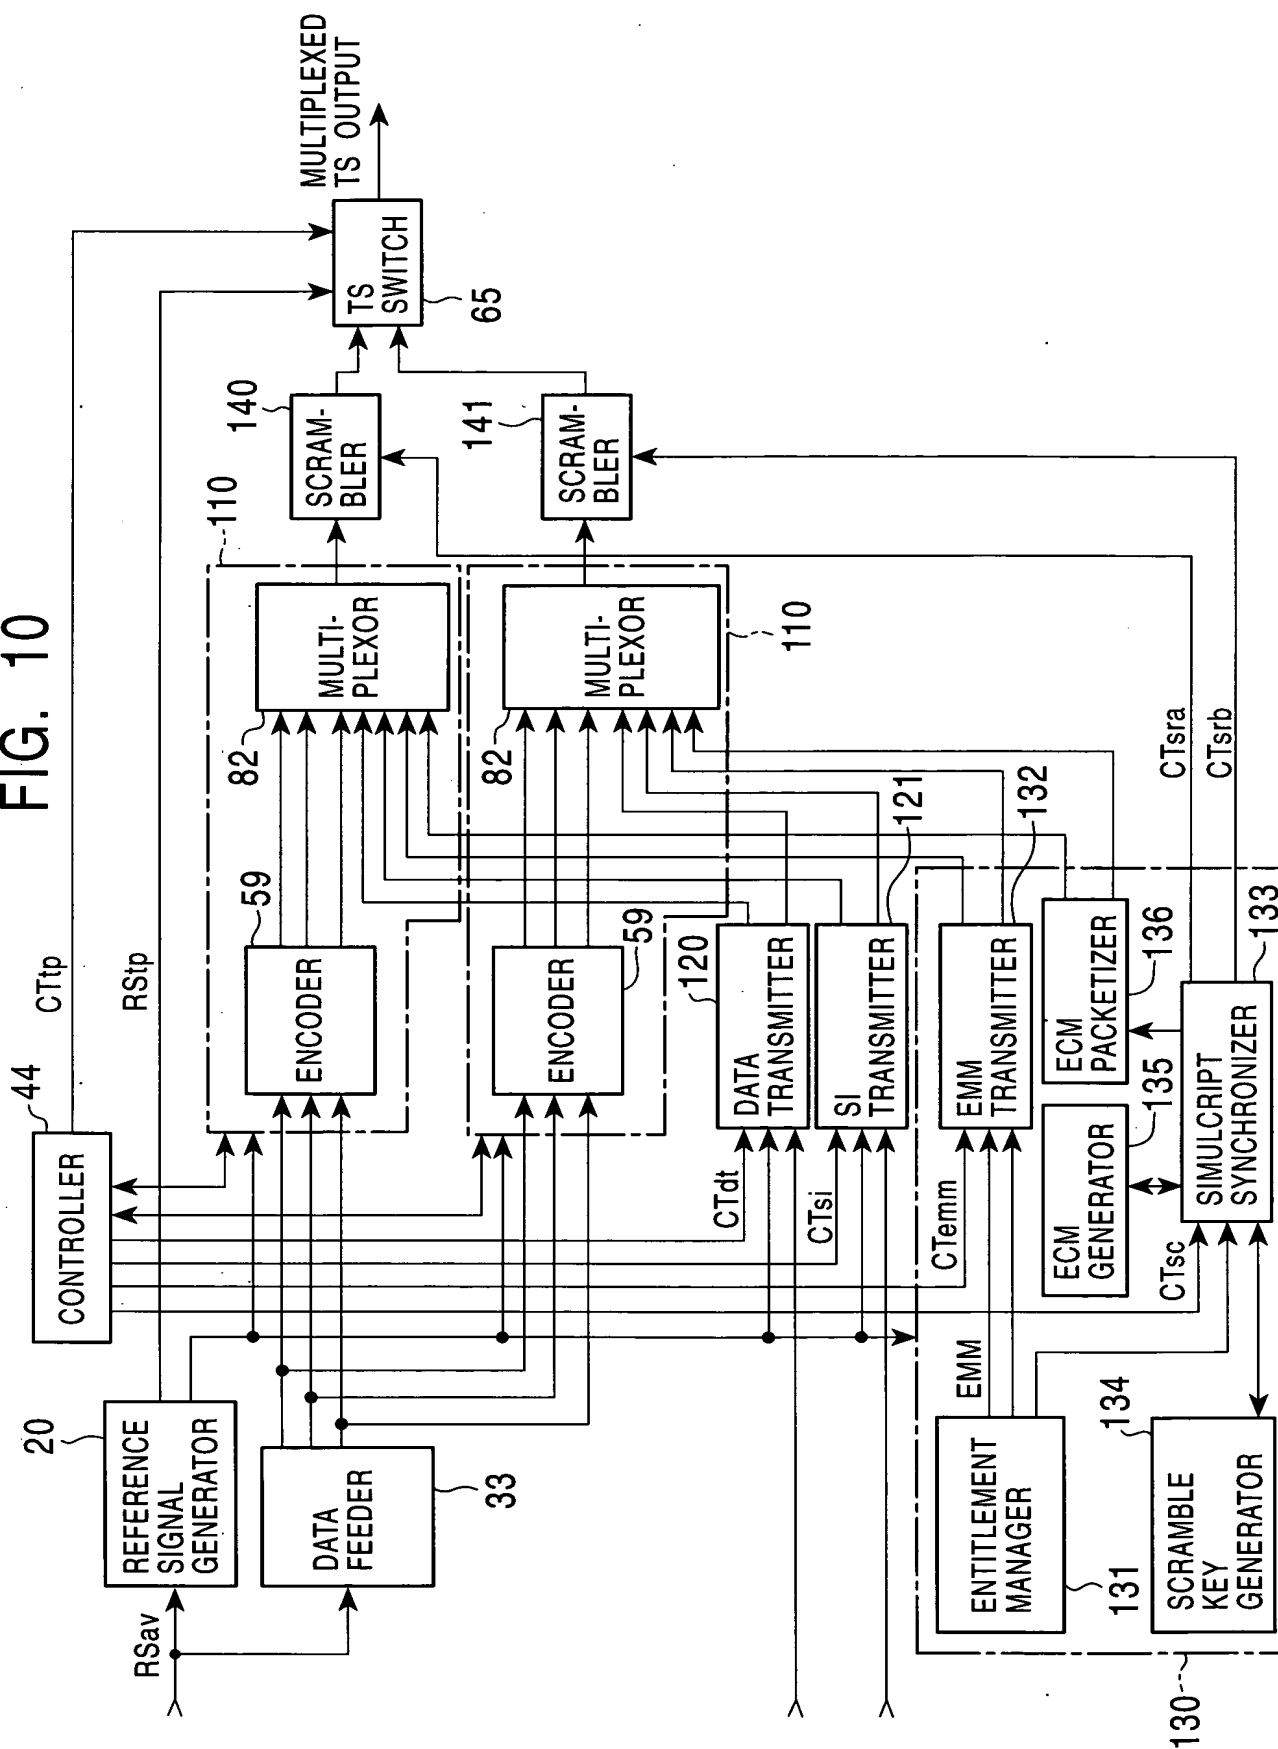 FIG. 10
MULTIPLEXED
TS OUTPUT
CTtp
RStp
44
CONTROLLER
20
REFERENCE
SIGNAL
GENERATOR
RSav
DATA
FEEDER
33
110
59
ENCODER
82
MULTI-
PLEXOR
140
SCRAM-
BLER
TS
SWITCH
65
59
ENCODER
82
MULTI-
PLEXOR
110
141
SCRAM-
BLER
CTdt
120
DATA
TRANSMITTER
CTsi
SI
TRANSMITTER
121
CTemm
EMM
EMM
TRANSMITTER
132
ENTITLEMENT
MANAGER
131
ECM
GENERATOR
135
ECM
PACKETIZER
136
134
SCRAMBLE
KEY
GENERATOR
CTsc
SIMULCRIPT
SYNCHRONIZER
133
CTsra
CTsrb
130